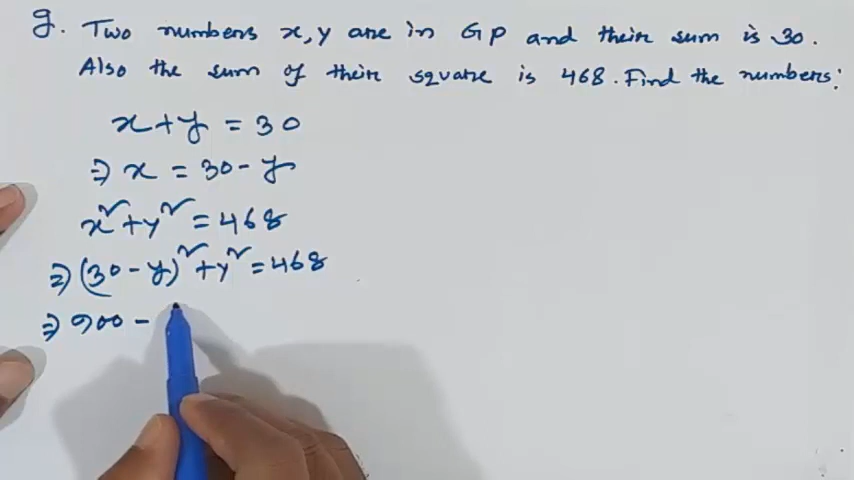 g. Two numbers x, y are in GP and their sum is 30.
Also the sum of their square is 468. Find the numbers:
x + y = 30
⇒ x = 30 - y
x² + y² = 468
⇒ (30 - y)² + y² = 468
⇒ 900 -